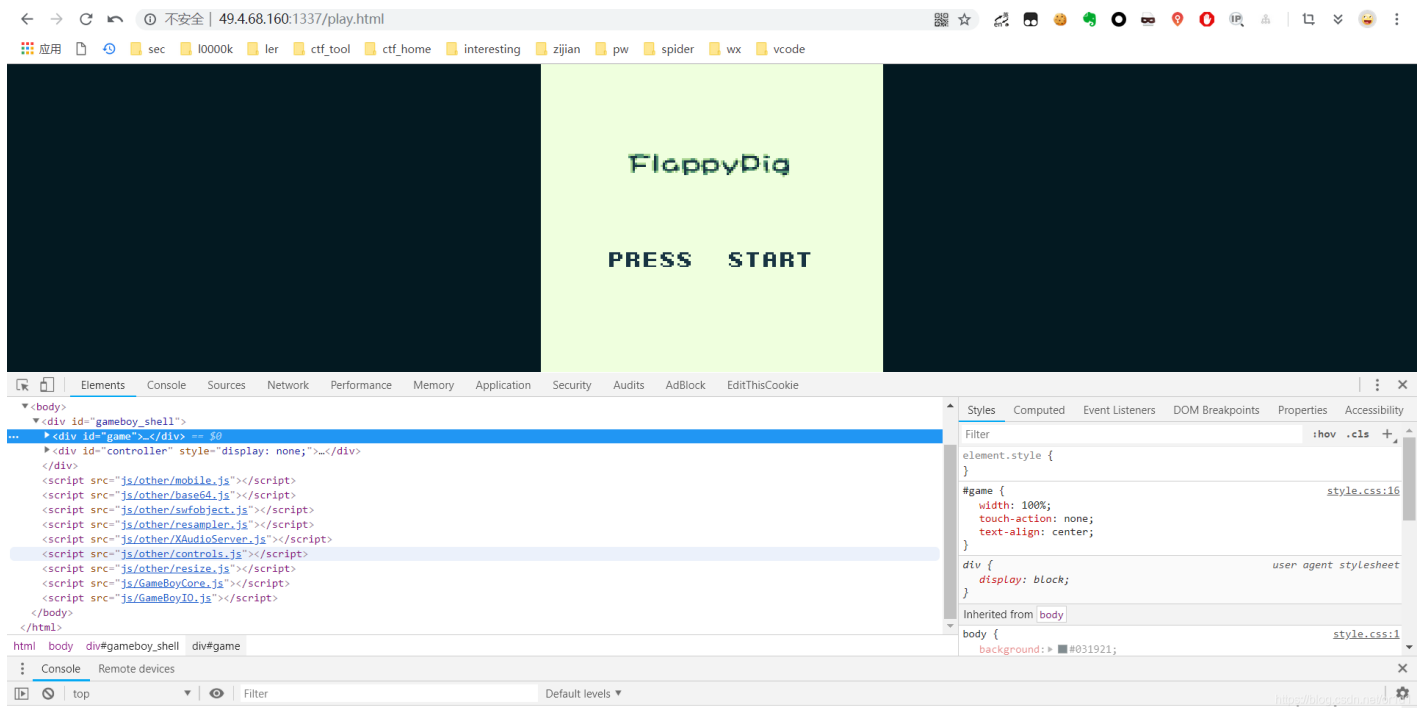 不安全 | 49.4.68.160:1337/play.html
应用 sec l0000k ler ctf_tool ctf_home interesting zijian pw spider wx vcode
FlappyPig
PRESS START
Elements Console Sources Network Performance Memory Application Security Audits AdBlock EditThisCookie
▼<body>
▼<div id="gameboy_shell">
••• ▶<div id="game">…</div> == $0
▶<div id="controller" style="display: none;">…</div>
</div>
<script src="js/other/mobile.js"></script>
<script src="js/other/base64.js"></script>
<script src="js/other/swfobject.js"></script>
<script src="js/other/resampler.js"></script>
<script src="js/other/XAudioServer.js"></script>
<script src="js/other/controls.js"></script>
<script src="js/other/resize.js"></script>
<script src="js/GameBoyCore.js"></script>
<script src="js/GameBoyIO.js"></script>
</body>
</html>
html body div#gameboy_shell div#game
Styles Computed Event Listeners DOM Breakpoints Properties Accessibility
Filter :hov .cls +
element.style {
}
#game { style.css:16
width: 100%;
touch-action: none;
text-align: center;
}
div { user agent stylesheet
display: block;
}
Inherited from body
body { style.css:1
background:▶ #031921;
Console Remote devices
top ▼ Filter Default levels ▼